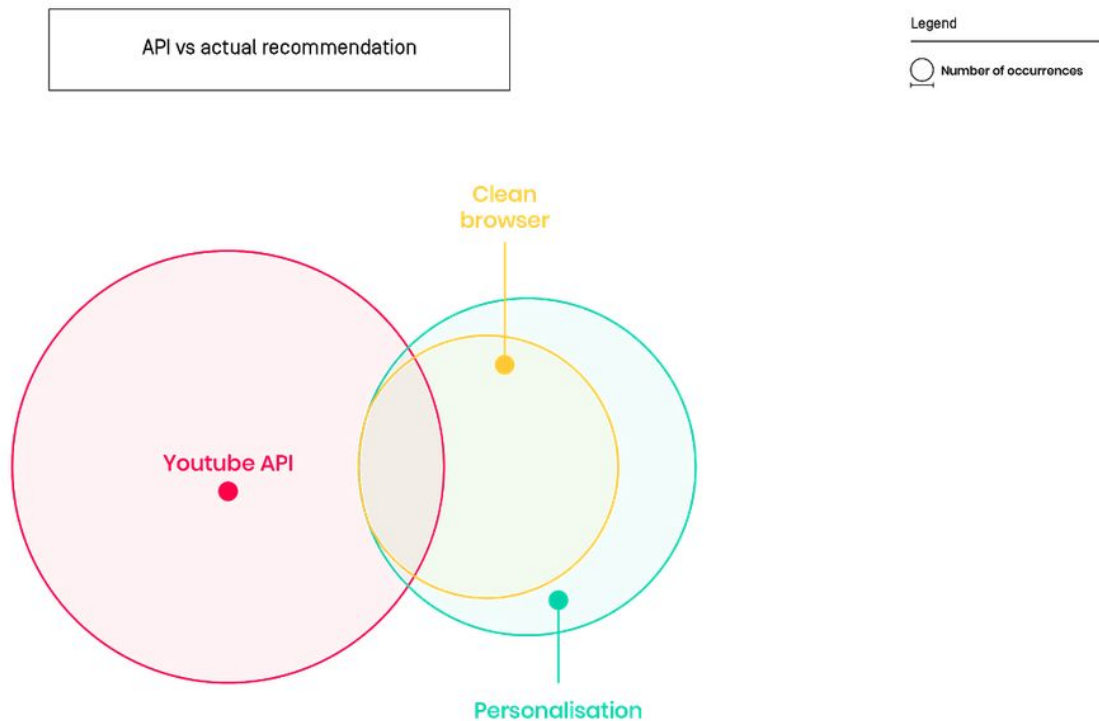 API vs actual recommendation
Legend
Number of occurrences
Clean
browser
Youtube API
Personalisation